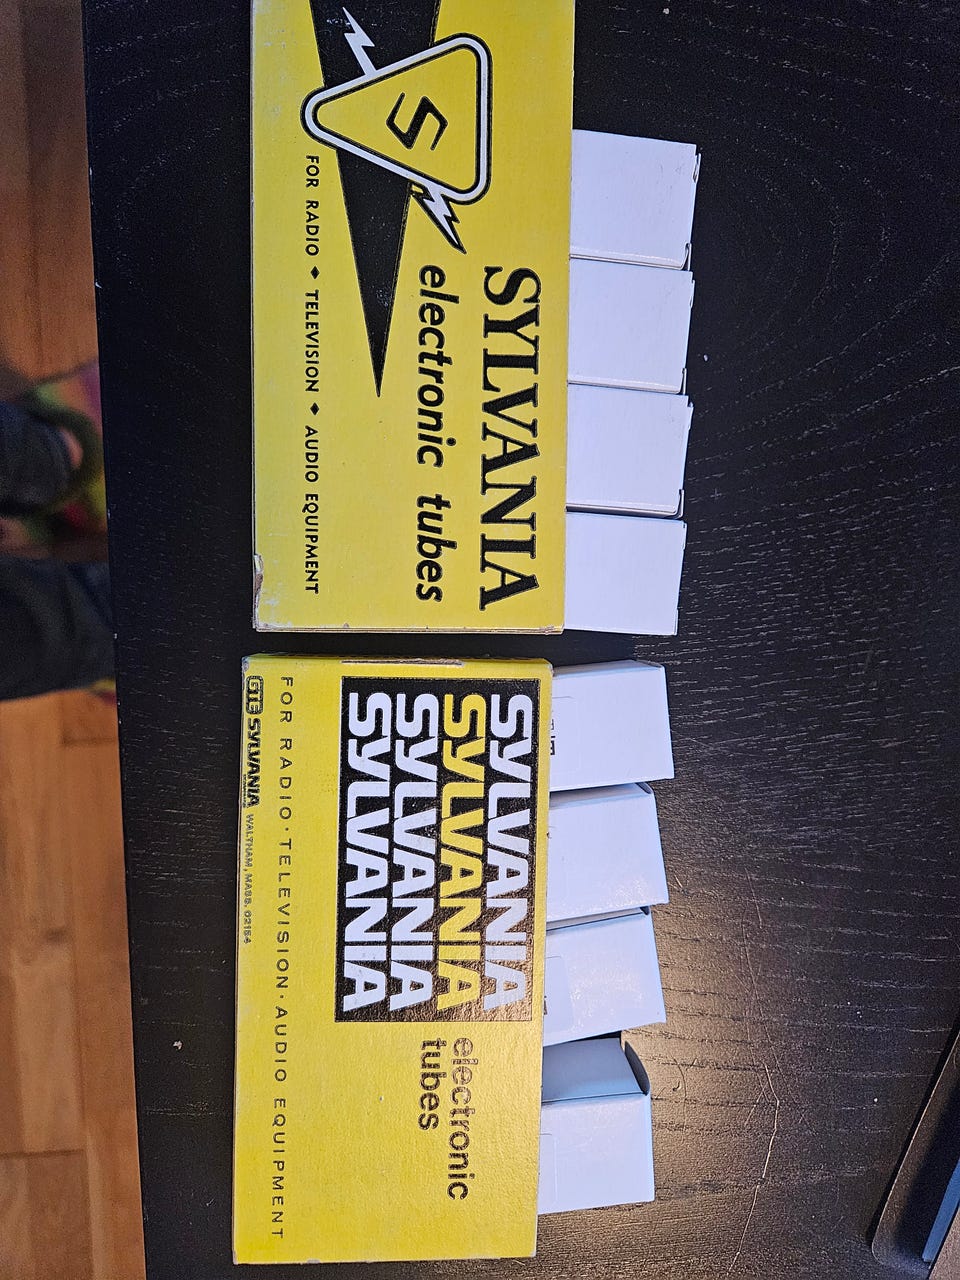 S
SYLVANIA
electronic tubes
FOR RADIO ♦ TELEVISION ♦ AUDIO EQUIPMENT
SYLVANIA
SYLVANIA
SYLVANIA
SYLVANIA
electronic
tubes
FOR RADIO · TELEVISION · AUDIO EQUIPMENT
GTE SYLVANIA WALTHAM, MASS. 02154